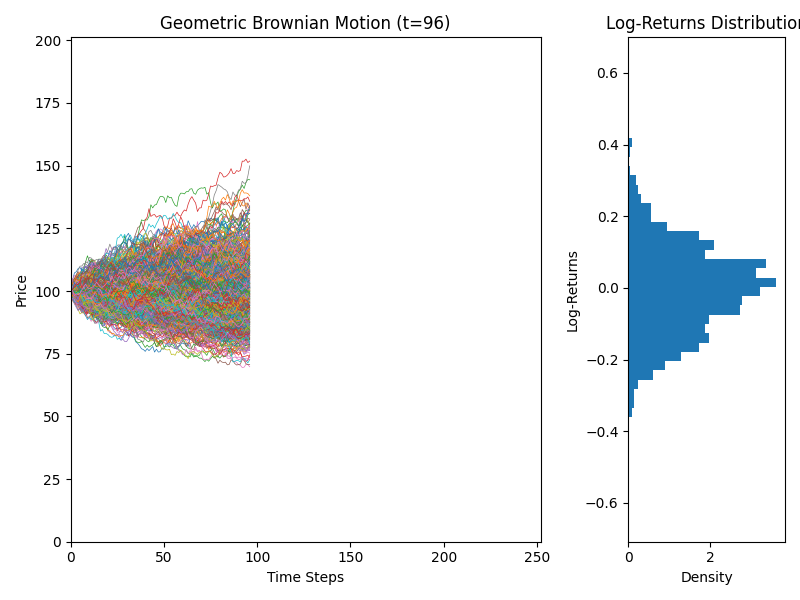 Geometric Brownian Motion (t=96)
200
175
150
125
100
75
50
25
0
Price
0 50 100 150 200 250
Time Steps
Log-Returns Distribution
0.6
0.4
0.2
0.0
−0.2
−0.4
−0.6
Log-Returns
0 2
Density